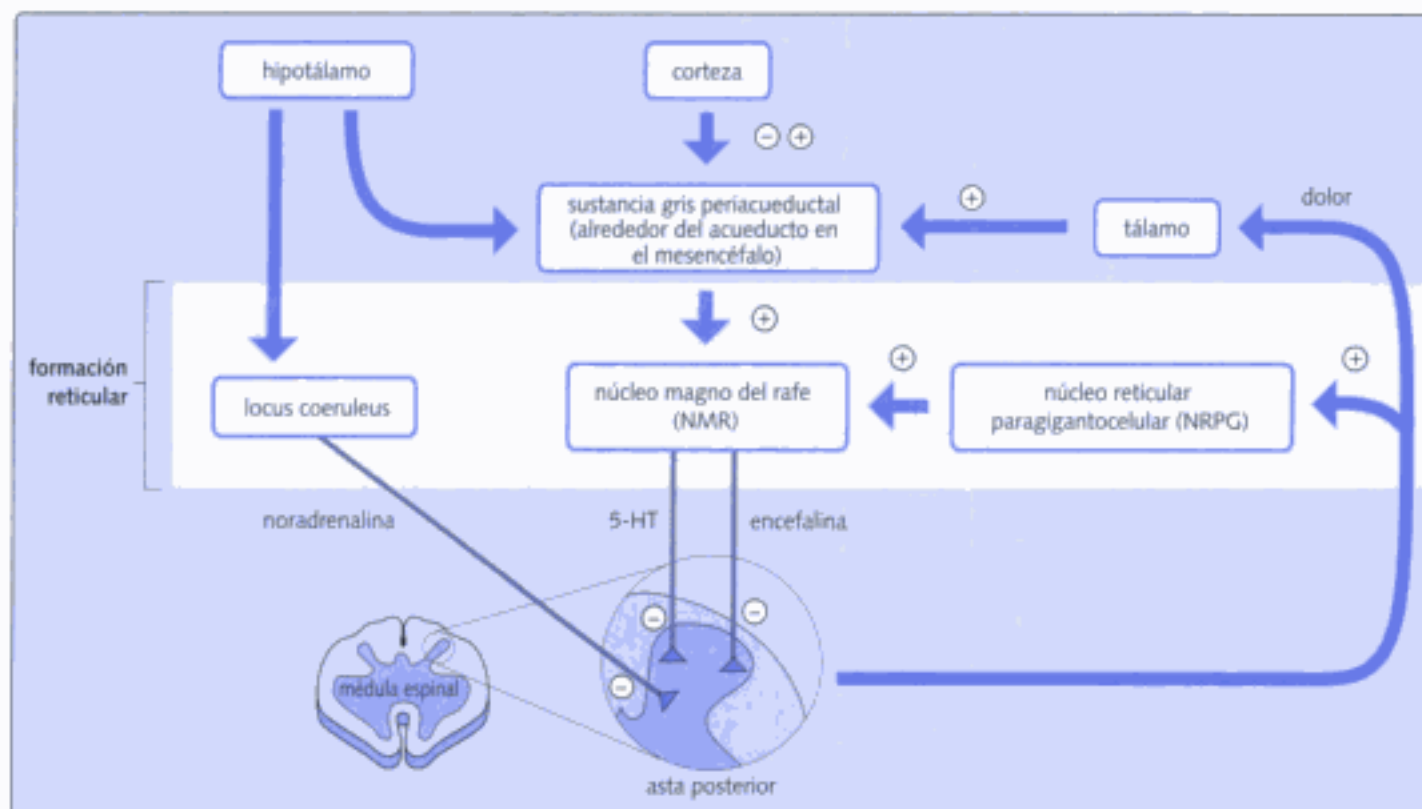 hipotálamo
corteza
− +
sustancia gris periacueductal
(alrededor del acueducto en
el mesencéfalo)
+
tálamo
dolor
+
formación
reticular
locus coeruleus
núcleo magno del rafe
(NMR)
+
núcleo reticular
paragigantocelular (NRPG)
+
noradrenalina
5-HT
encefalina
−
−
−
médula espinal
asta posterior